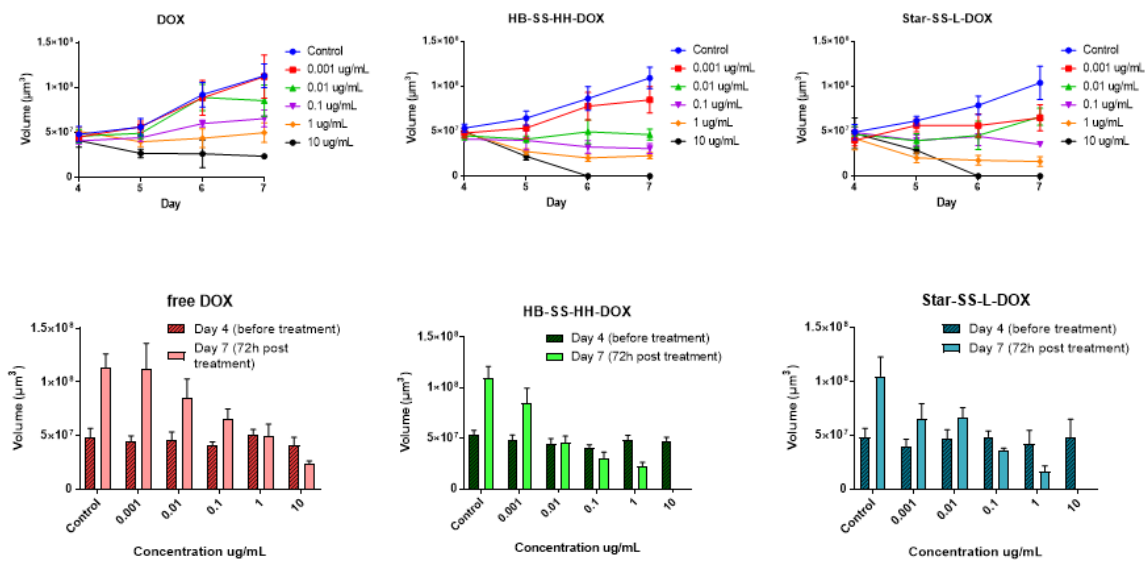 DOX
1.5×10⁸
1×10⁸
5×10⁷
0
Volume (µm³)
4 5 6 7
Day
Control
0.001 ug/mL
0.01 ug/mL
0.1 ug/mL
1 ug/mL
10 ug/mL
HB-SS-HH-DOX
1.5×10⁸
1×10⁸
5×10⁷
0
Volume (µm³)
4 5 6 7
Day
Control
0.001 ug/mL
0.01 ug/mL
0.1 ug/mL
1 ug/mL
10 ug/mL
Star-SS-L-DOX
1.5×10⁸
1×10⁸
5×10⁷
0
Volume (µm³)
4 5 6 7
Day
Control
0.001 ug/mL
0.01 ug/mL
0.1 ug/mL
1 ug/mL
10 ug/mL
free DOX
Day 4 (before treatment)
Day 7 (72h post
treatment)
1.5×10⁸
1×10⁸
5×10⁷
0
Volume (µm³)
Control 0.001 0.01 0.1 1 10
Concentration ug/mL
HB-SS-HH-DOX
Day 4 (before treatment)
Day 7 (72h post treatment)
1.5×10⁸
1×10⁸
5×10⁷
0
Volume (µm³)
Control 0.001 0.01 0.1 1 10
Concentration ug/mL
Star-SS-L-DOX
Day 4 (before treatment)
Day 7 (72h post treatment)
1.5×10⁸
1×10⁸
5×10⁷
0
Volume (µm³)
Control 0.001 0.01 0.1 1 10
Concentration ug/mL